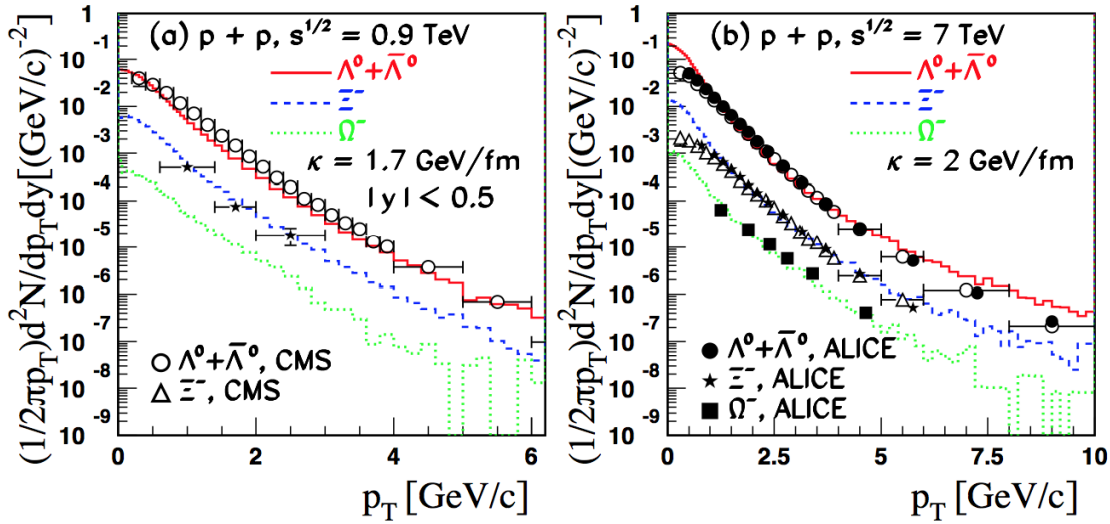 (1/2πp_T)d²N/dp_Tdy[(GeV/c)⁻²]
1
10⁻¹
10⁻²
10⁻³
10⁻⁴
10⁻⁵
10⁻⁶
10⁻⁷
10⁻⁸
10⁻⁹
(a) p + p, s^{1/2} = 0.9 TeV
Λ⁰+Λ̄⁰
Ξ⁻
Ω⁻
κ = 1.7 GeV/fm
|y| < 0.5
Λ⁰+Λ̄⁰, CMS
Ξ⁻, CMS
0 2 4 6
p_T [GeV/c]
(1/2πp_T)d²N/dp_Tdy[(GeV/c)⁻²]
1
10⁻¹
10⁻²
10⁻³
10⁻⁴
10⁻⁵
10⁻⁶
10⁻⁷
10⁻⁸
10⁻⁹
(b) p + p, s^{1/2} = 7 TeV
Λ⁰+Λ̄⁰
Ξ⁻
Ω⁻
κ = 2 GeV/fm
Λ⁰+Λ̄⁰, ALICE
Ξ⁻, ALICE
Ω⁻, ALICE
0 2.5 5 7.5 10
p_T [GeV/c]